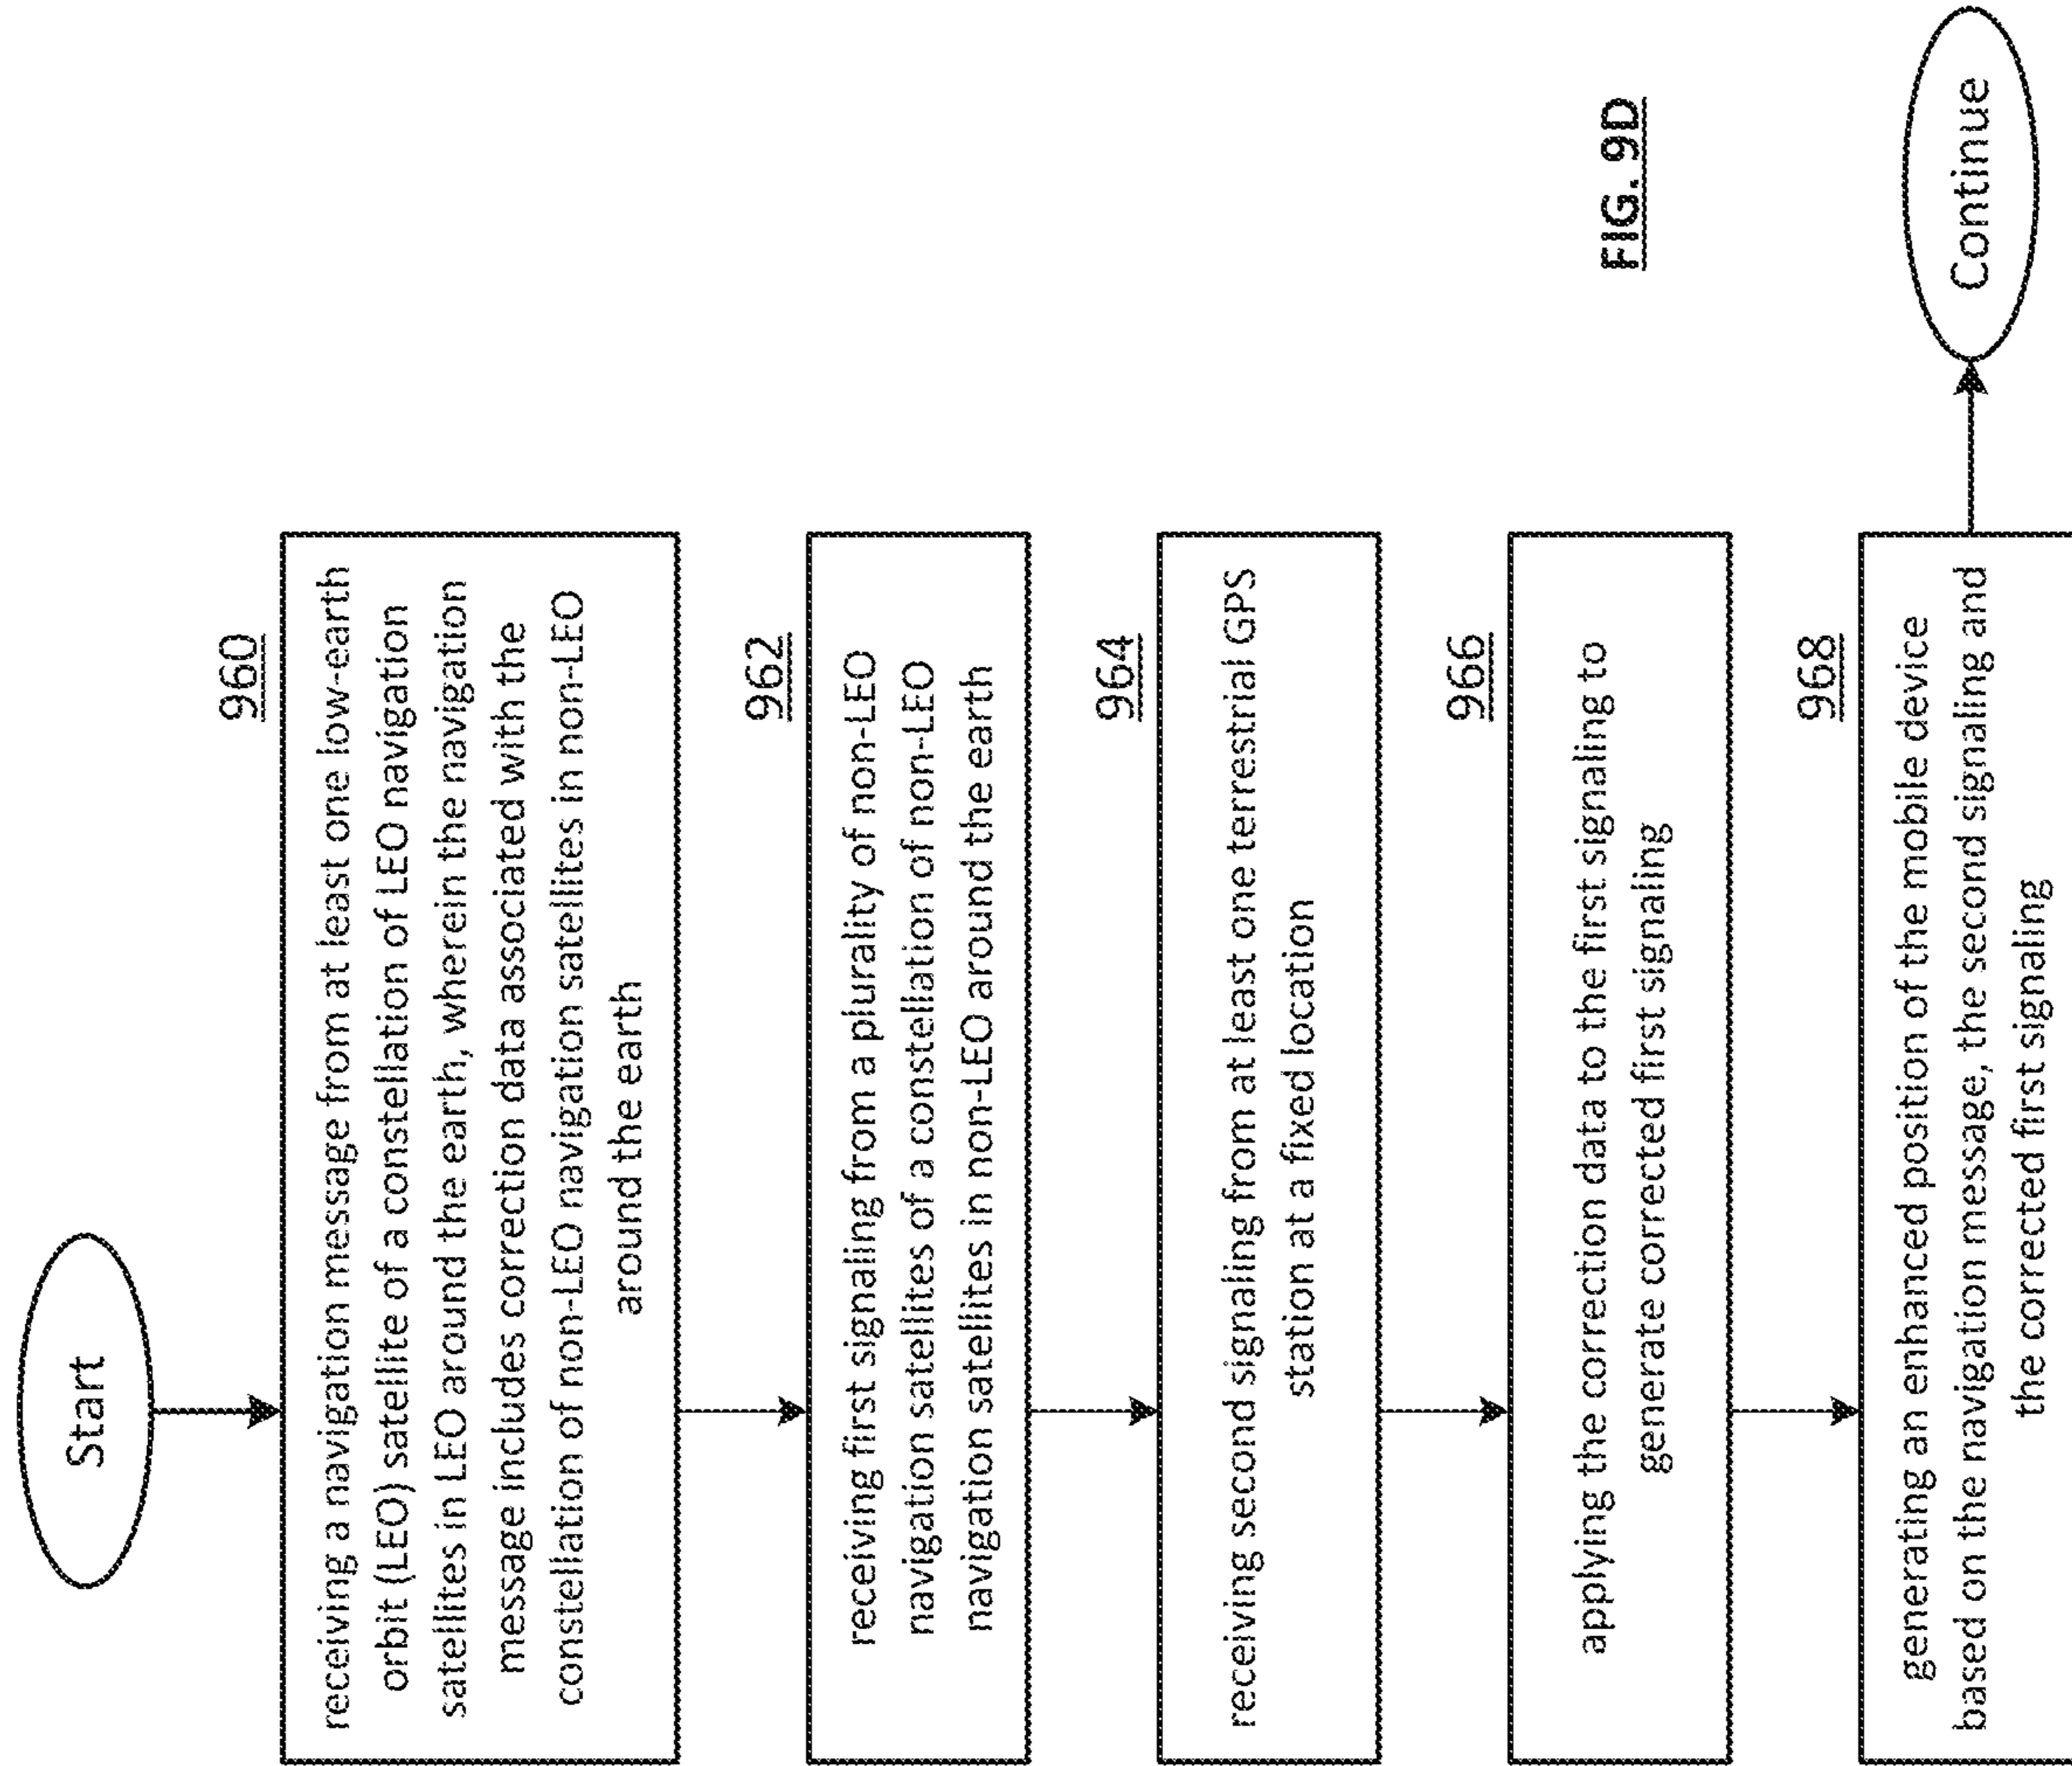 Start
960
receiving a navigation message from at least one low-earth
orbit (LEO) satellite of a constellation of LEO navigation
satellites in LEO around the earth, wherein the navigation
message includes correction data associated with the
constellation of non-LEO navigation satellites in non-LEO
around the earth
962
receiving first signaling from a plurality of non-LEO
navigation satellites of a constellation of non-LEO
navigation satellites in non-LEO around the earth
964
receiving second signaling from at least one terrestrial GPS
station at a fixed location
966
applying the correction data to the first signaling to
generate corrected first signaling
968
generating an enhanced position of the mobile device
based on the navigation message, the second signaling and
the corrected first signaling
Continue
FIG. 9D